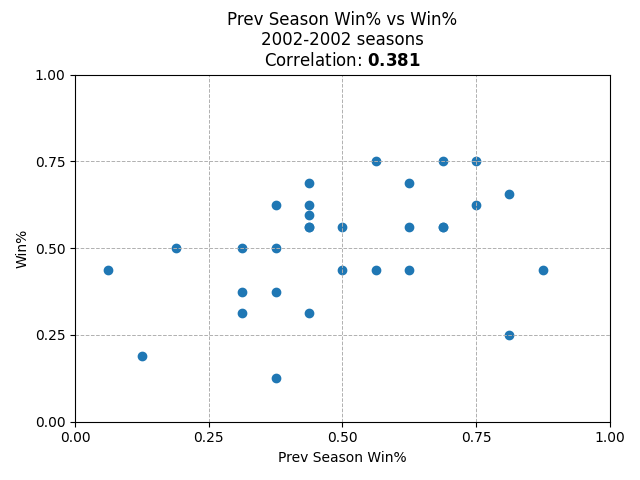 Prev Season Win% vs Win%
2002-2002 seasons
Correlation: 0.381
1.00
0.75
0.50
0.25
0.00
Win%
0.00 0.25 0.50 0.75 1.00
Prev Season Win%